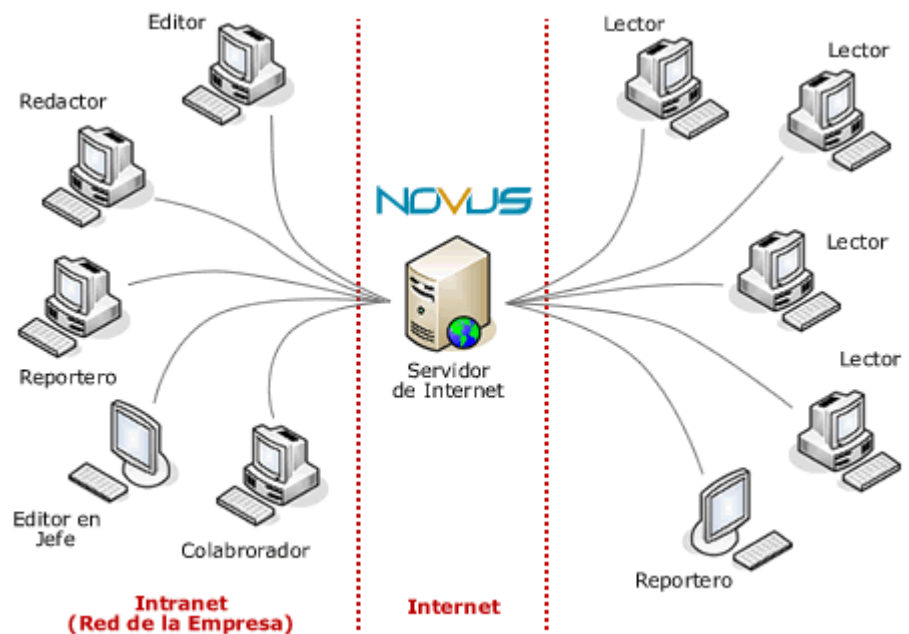 Editor
Redactor
Reportero
Editor en
Jefe
Colabrorador
Intranet
(Red de la Empresa)
NOVUS
Servidor
de Internet
Internet
Lector
Lector
Lector
Lector
Reportero